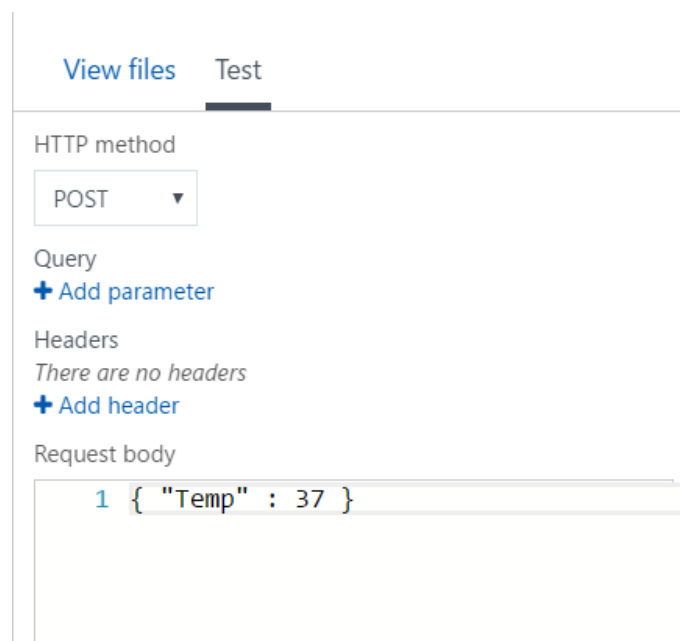 View files Test
HTTP method
POST ▼
Query
+ Add parameter
Headers
There are no headers
+ Add header
Request body
1 { "Temp" : 37 }